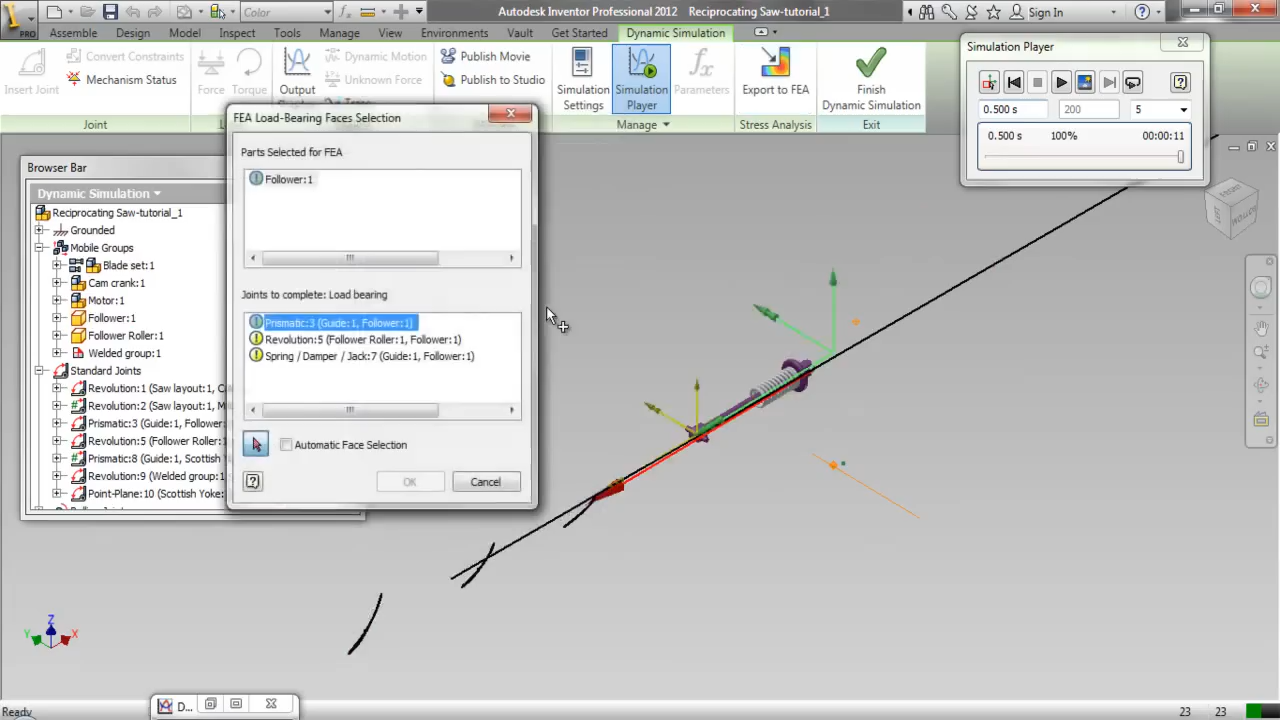 Color
Autodesk Inventor Professional 2012 Reciprocating Saw-tutorial_1
Sign In
PRO
Assemble Design Model Inspect Tools Manage View Environments Vault Get Started Dynamic Simulation
Insert Joint
Convert Constraints
Mechanism Status
Joint
Force Torque
Output
Dynamic Motion
Unknown Force
Publish Movie
Publish to Studio
Simulation Settings
Simulation Player
Parameters
Manage
Export to FEA
Stress Analysis
Finish Dynamic Simulation
Exit
Simulation Player
0.500 s 200 5
0.500 s 100% 00:00:11
Browser Bar
Dynamic Simulation
Reciprocating Saw-tutorial_1
Grounded
Mobile Groups
Blade set:1
Cam crank:1
Motor:1
Follower:1
Follower Roller:1
Welded group:1
Standard Joints
Revolution:1 (Saw layout:1, C
Revolution:2 (Saw layout:1, M
Prismatic:3 (Guide:1, Follower
Revolution:5 (Follower Roller:1
Prismatic:8 (Guide:1, Scottish
Revolution:9 (Welded group:1
Point-Plane:10 (Scottish Yoke:
FEA Load-Bearing Faces Selection
Parts Selected for FEA
Follower:1
Joints to complete: Load bearing
Prismatic:3 (Guide:1, Follower:1)
Revolution:5 (Follower Roller:1, Follower:1)
Spring / Damper / Jack:7 (Guide:1, Follower:1)
Automatic Face Selection
OK Cancel
FRONT
BOTTOM
Z
Y
X
D...
Ready
23 23